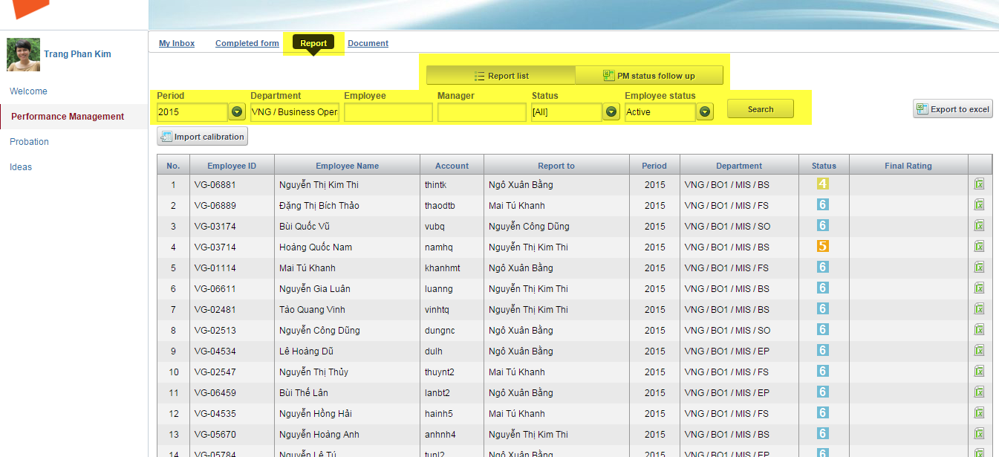 Trang Phan Kim
Welcome
Performance Management
Probation
Ideas
My Inbox Completed form Report Document
Report list PM status follow up
Period Department Employee Manager Status Employee status
2015 VNG / Business Oper [All] Active Search Export to excel
Import calibration
No. Employee ID Employee Name Account Report to Period Department Status Final Rating
1 VG-06881 Nguyễn Thị Kim Thi thintk Ngô Xuân Bằng 2015 VNG / BO1 / MIS / BS 4
2 VG-06889 Đặng Thị Bích Thảo thaodtb Mai Tú Khanh 2015 VNG / BO1 / MIS / FS 6
3 VG-03174 Bùi Quốc Vũ vubq Nguyễn Công Dũng 2015 VNG / BO1 / MIS / SO 6
4 VG-03714 Hoàng Quốc Nam namhq Nguyễn Thị Kim Thi 2015 VNG / BO1 / MIS / BS 5
5 VG-01114 Mai Tú Khanh khanhmt Ngô Xuân Bằng 2015 VNG / BO1 / MIS / FS 6
6 VG-06611 Nguyễn Gia Luân luanng Nguyễn Thị Kim Thi 2015 VNG / BO1 / MIS / BS 6
7 VG-02481 Tào Quang Vinh vinhtq Nguyễn Thị Kim Thi 2015 VNG / BO1 / MIS / BS 6
8 VG-02513 Nguyễn Công Dũng dungnc Ngô Xuân Bằng 2015 VNG / BO1 / MIS / SO 6
9 VG-04534 Lê Hoàng Dũ dulh Ngô Xuân Bằng 2015 VNG / BO1 / MIS / EP 6
10 VG-02547 Nguyễn Thị Thủy thuynt2 Mai Tú Khanh 2015 VNG / BO1 / MIS / FS 6
11 VG-06459 Bùi Thế Lân lanbt2 Ngô Xuân Bằng 2015 VNG / BO1 / MIS / EP 6
12 VG-04535 Nguyễn Hồng Hải hainh5 Mai Tú Khanh 2015 VNG / BO1 / MIS / FS 6
13 VG-05670 Nguyễn Hoàng Anh anhnh4 Nguyễn Thị Kim Thi 2015 VNG / BO1 / MIS / BS 6
14 VG-05784 Nguyễn Lê Tú tunl2 Ngô Xuân Bằng 2015 VNG / BO1 / MIS / EP 6